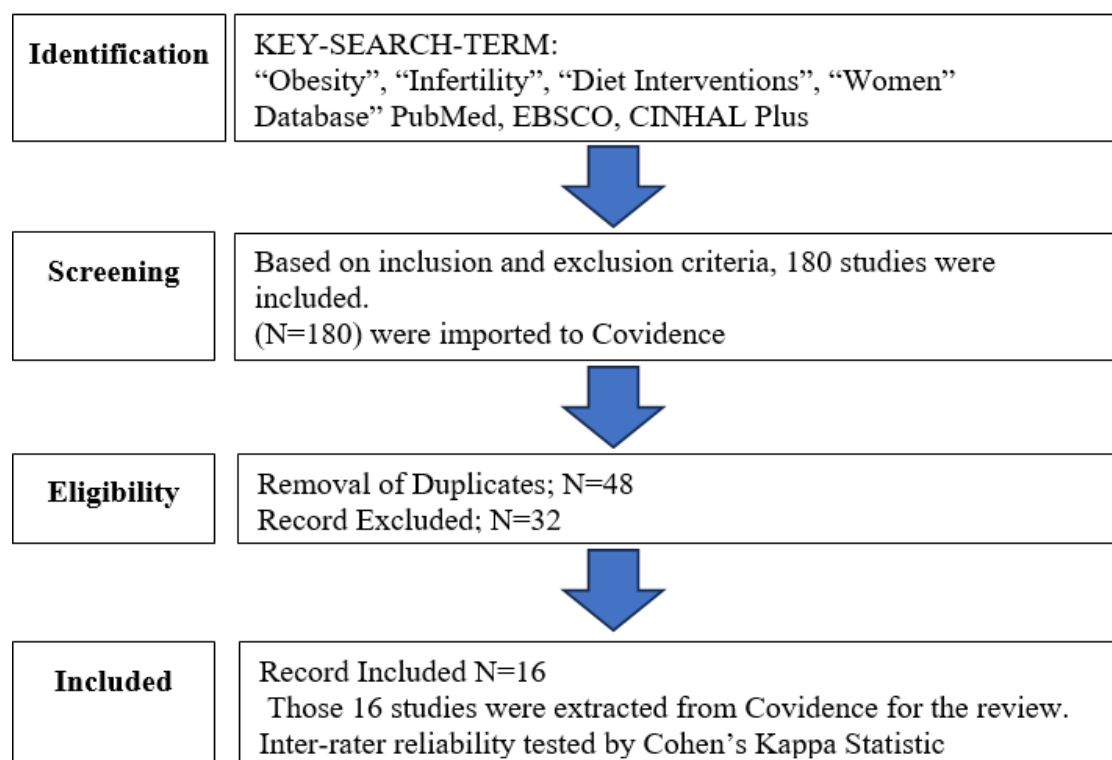 Identification
KEY-SEARCH-TERM:
“Obesity”, “Infertility”, “Diet Interventions”, “Women”
Database” PubMed, EBSCO, CINHAL Plus
Screening
Based on inclusion and exclusion criteria, 180 studies were
included.
(N=180) were imported to Covidence
Eligibility
Removal of Duplicates; N=48
Record Excluded; N=32
Included
Record Included N=16
Those 16 studies were extracted from Covidence for the review.
Inter-rater reliability tested by Cohen’s Kappa Statistic